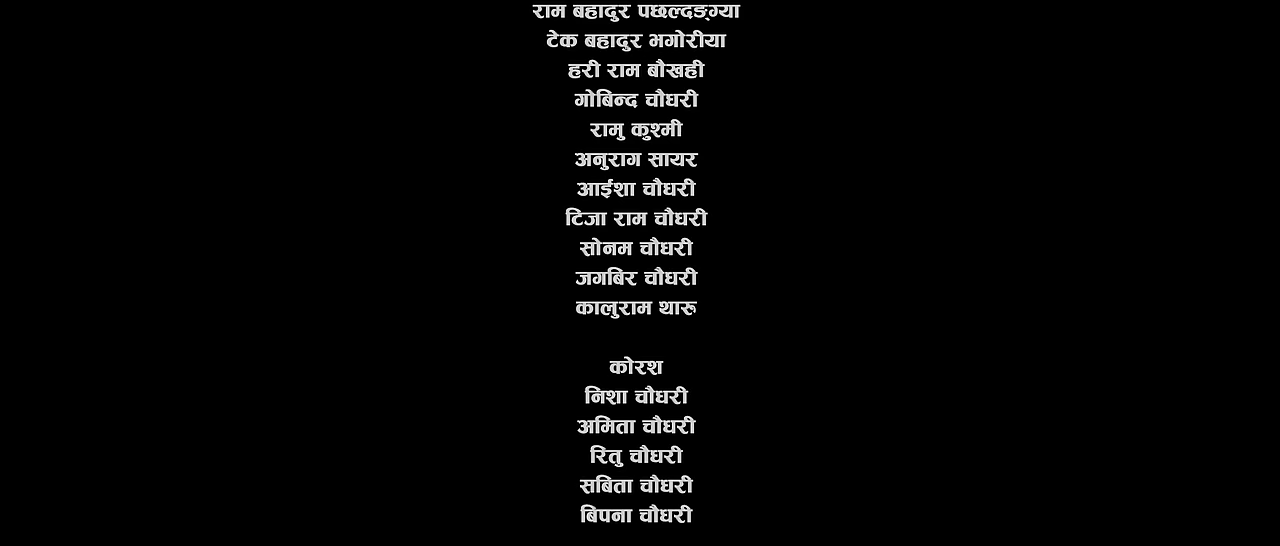 राम बहादुर पछल्दङ्ग्या
टेक बहादुर भगोरीया
हरी राम बौखही
गोबिन्द चौधरी
रामु कुश्मी
अनुराग सायर
आईशा चौधरी
टिजा राम चौधरी
सोनम चौधरी
जगबिर चौधरी
कालुराम थारू
कोरश
निशा चौधरी
अमिता चौधरी
रितु चौधरी
सबिता चौधरी
बिपना चौधरी